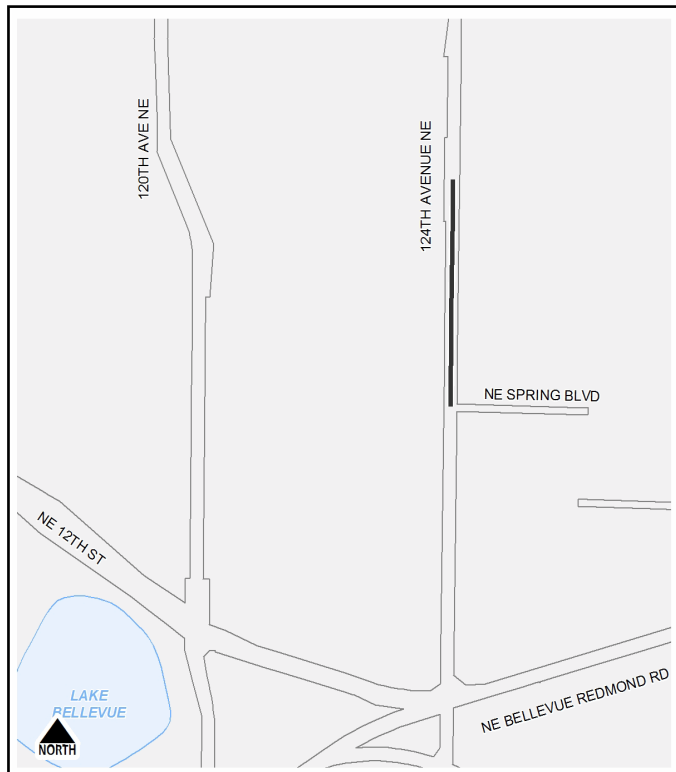 120TH AVE NE
124TH AVENUE NE
NE SPRING BLVD
NE 12TH ST
NE BELLEVUE REDMOND RD
LAKE
BELLEVUE
NORTH